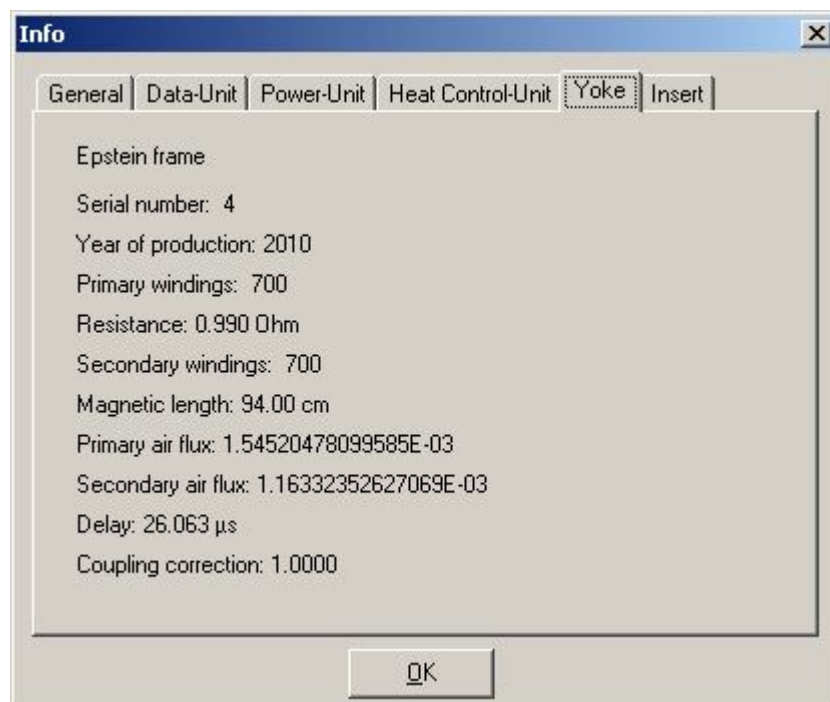 Info
General Data-Unit Power-Unit Heat Control-Unit Yoke Insert
Epstein frame
Serial number: 4
Year of production: 2010
Primary windings: 700
Resistance: 0.990 Ohm
Secondary windings: 700
Magnetic length: 94.00 cm
Primary air flux: 1.54520478099585E-03
Secondary air flux: 1.16332352627069E-03
Delay: 26.063 µs
Coupling correction: 1.0000
OK